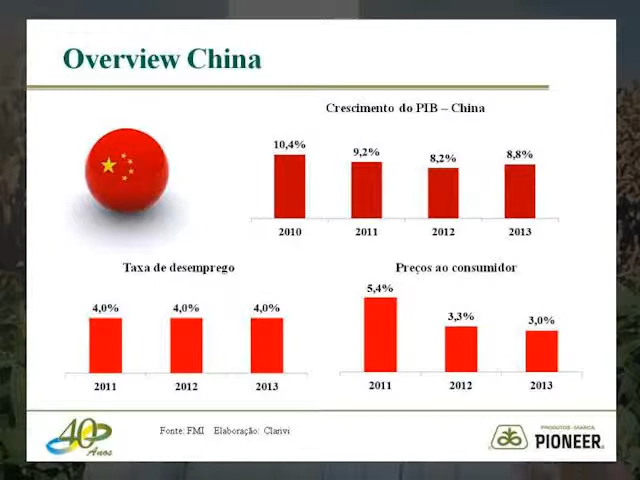 Overview China
Crescimento do PIB – China
10,4%
9,2%
8,2%
8,8%
2010
2011
2012
2013
Taxa de desemprego
4,0%
4,0%
4,0%
2011
2012
2013
Preços ao consumidor
5,4%
3,3%
3,0%
2011
2012
2013
40
Anos
Fonte: FMI Elaboração: Clarivi
PRODUTOS - MARCA
PIONEER.